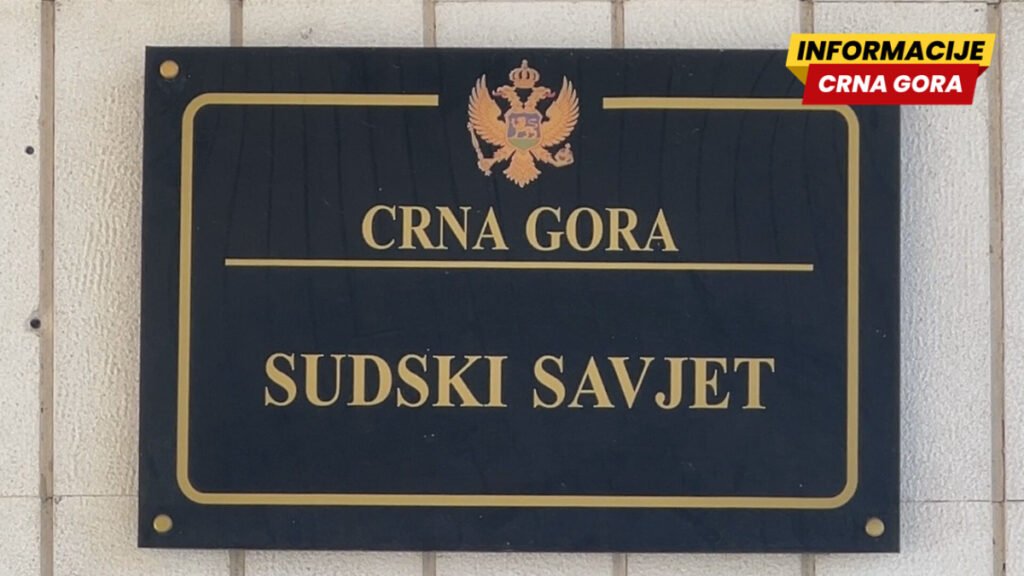 INFORMACIJE
CRNA GORA
CRNA GORA
SUDSKI SAVJET